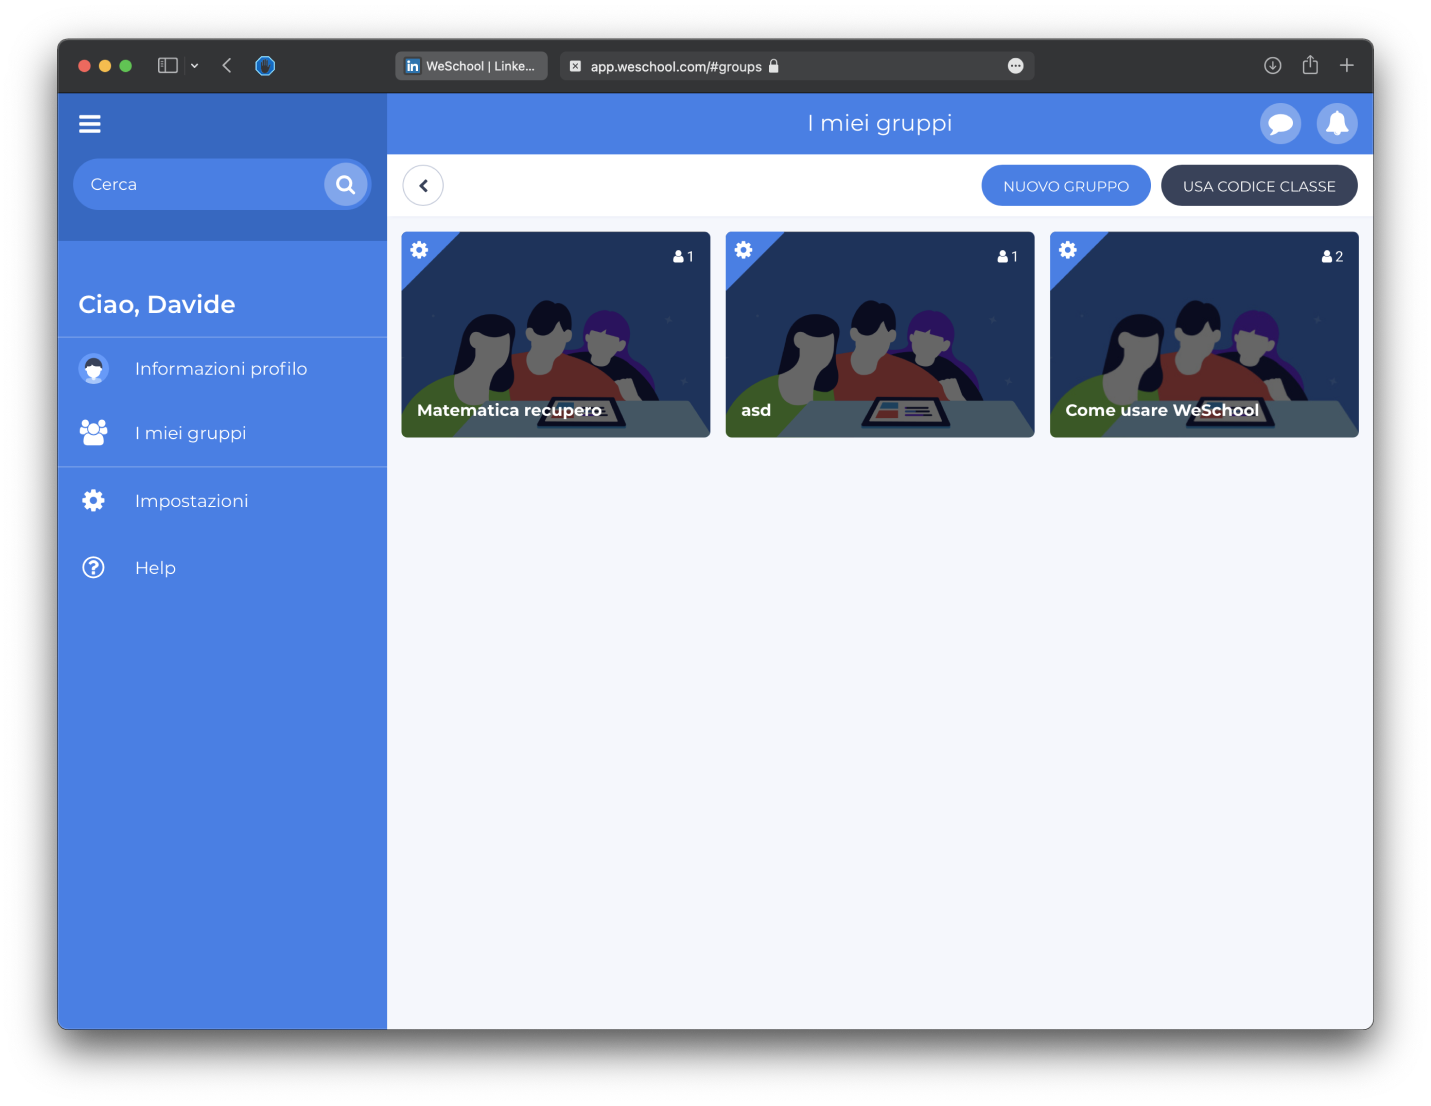 WeSchool | Linke...
app.weschool.com/#groups
I miei gruppi
Cerca
NUOVO GRUPPO
USA CODICE CLASSE
Ciao, Davide
Informazioni profilo
I miei gruppi
Impostazioni
Help
1
Matematica recupero
1
asd
2
Come usare WeSchool